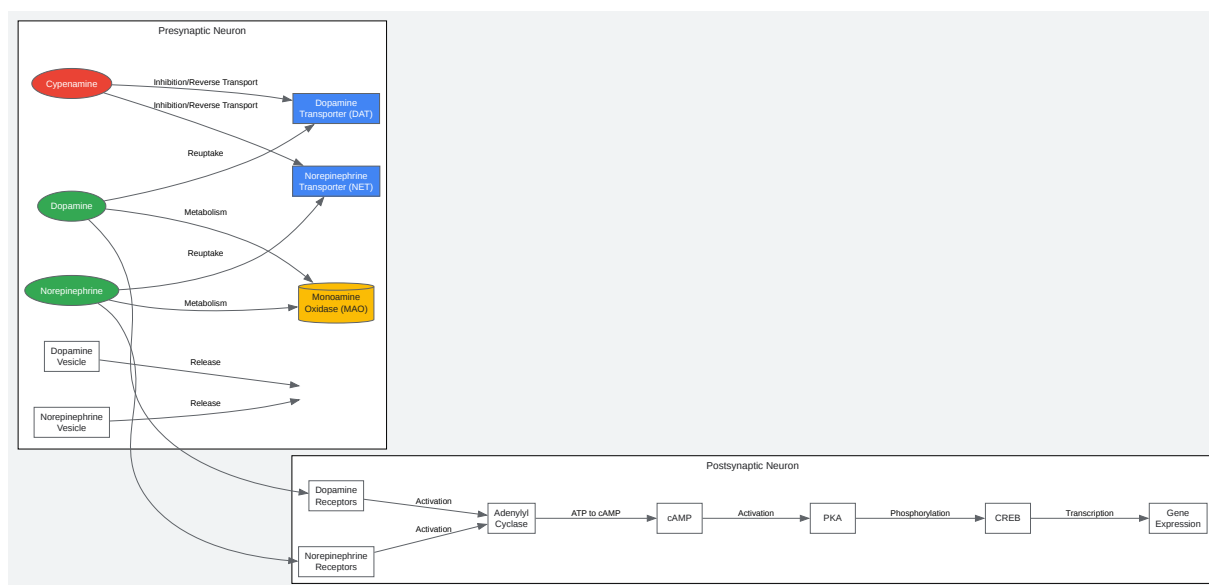 Presynaptic Neuron
Cypenamine
Inhibition/Reverse Transport
Inhibition/Reverse Transport
Dopamine
Transporter (DAT)
Reuptake
Norepinephrine
Transporter (NET)
Dopamine
Metabolism
Reuptake
Norepinephrine
Metabolism
Monoamine
Oxidase (MAO)
Dopamine
Vesicle
Release
Norepinephrine
Vesicle
Release
Postsynaptic Neuron
Dopamine
Receptors
Activation
Norepinephrine
Receptors
Activation
Adenylyl
Cyclase
ATP to cAMP
cAMP
Activation
PKA
Phosphorylation
CREB
Transcription
Gene
Expression